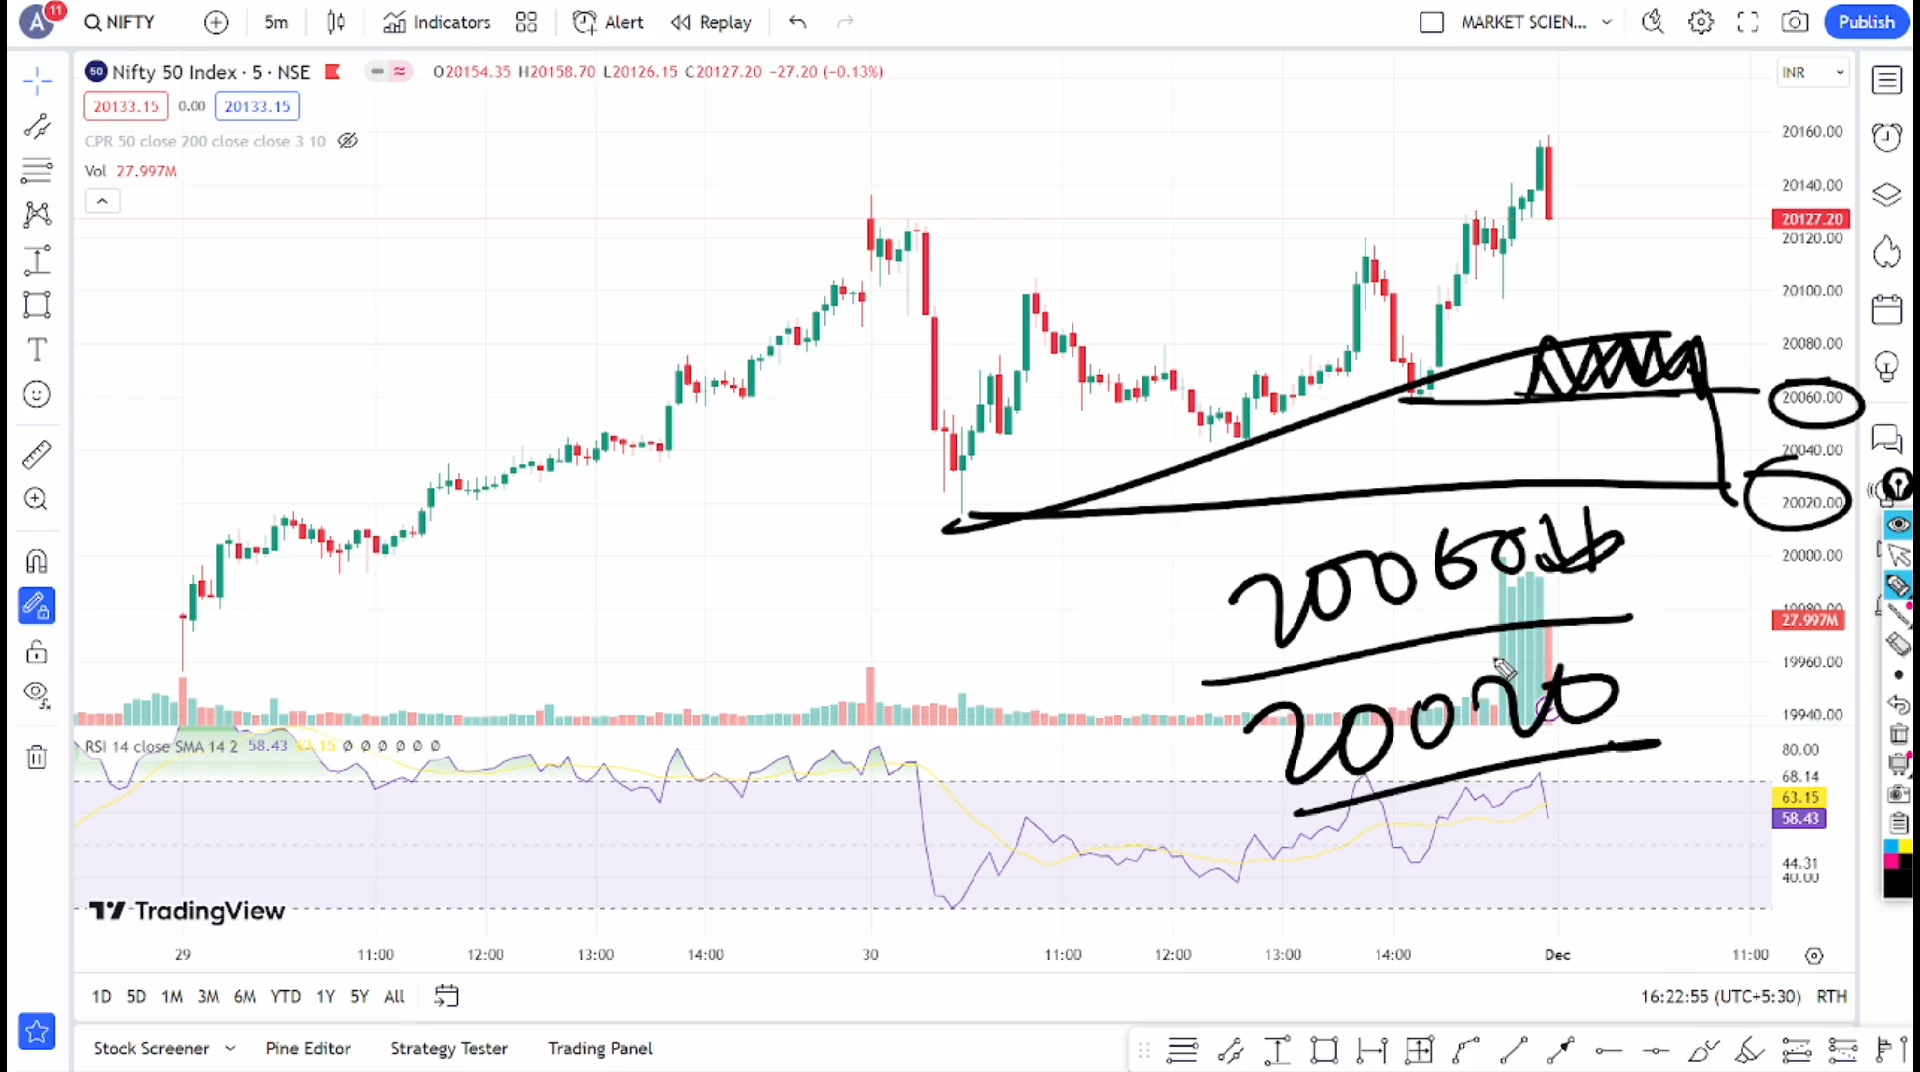 A 11 NIFTY 5m Indicators Alert Replay MARKET SCIEN... Publish
50 Nifty 50 Index · 5 · NSE O20154.35 H20158.70 L20126.15 C20127.20 −27.20 (−0.13%) INR
20133.15 0.00 20133.15
CPR 50 close 200 close close 3 10
Vol 27.997M
20160.00
20140.00
20127.20
20120.00
20100.00
20080.00
20060.00
20040.00
20020.00
20000.00
19980.00
27.997M
19960.00
19940.00
20060
20020
RSI 14 close SMA 14 2 58.43 63.15 Ø Ø Ø Ø Ø Ø
80.00
68.14
63.15
58.43
44.31
40.00
TradingView
29 11:00 12:00 13:00 14:00 30 11:00 12:00 13:00 14:00 Dec 11:00
1D 5D 1M 3M 6M YTD 1Y 5Y All 16:22:55 (UTC+5:30) RTH
Stock Screener Pine Editor Strategy Tester Trading Panel